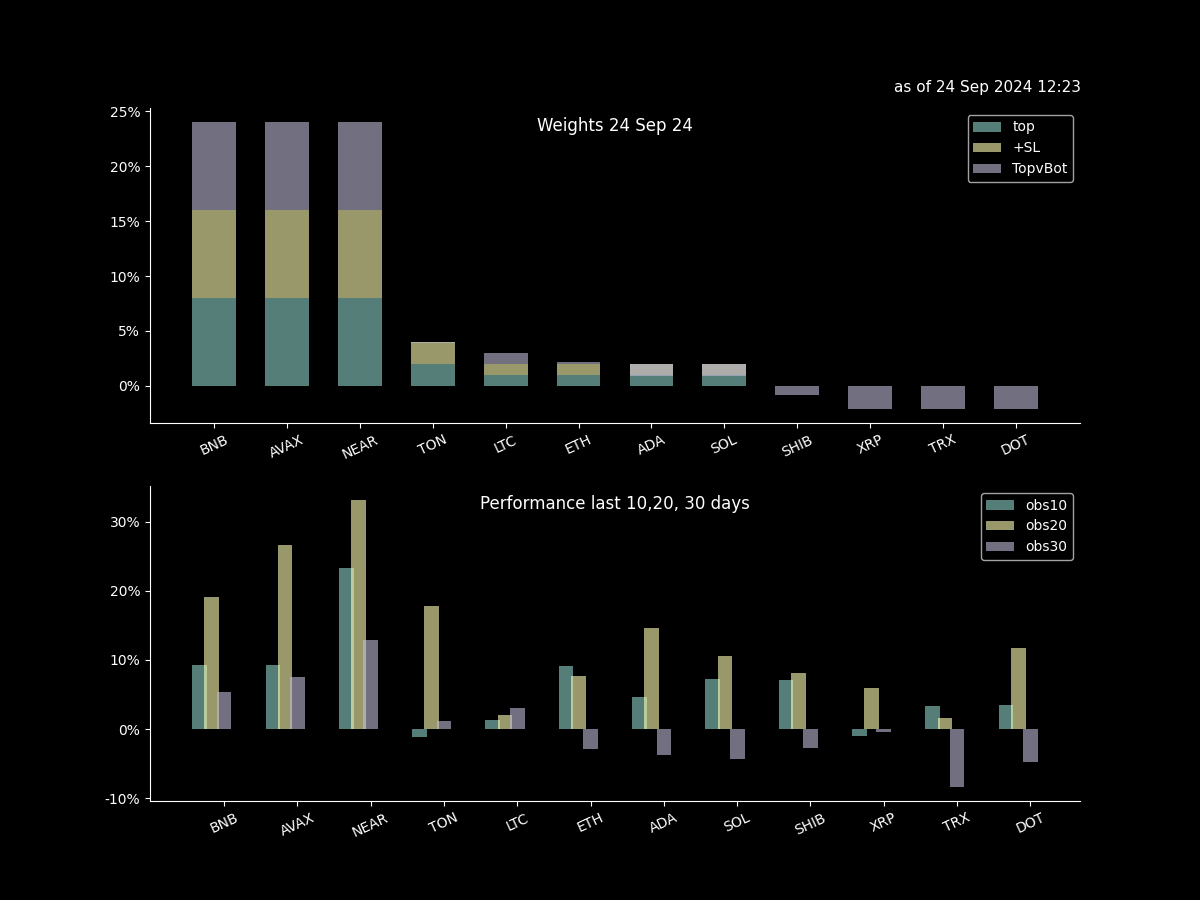 as of 24 Sep 2024 12:23
Weights 24 Sep 24
top
+SL
TopvBot
25%
20%
15%
10%
5%
0%
BNB AVAX NEAR TON LTC ETH ADA SOL SHIB XRP TRX DOT
Performance last 10,20, 30 days
obs10
obs20
obs30
30%
20%
10%
0%
-10%
BNB AVAX NEAR TON LTC ETH ADA SOL SHIB XRP TRX DOT